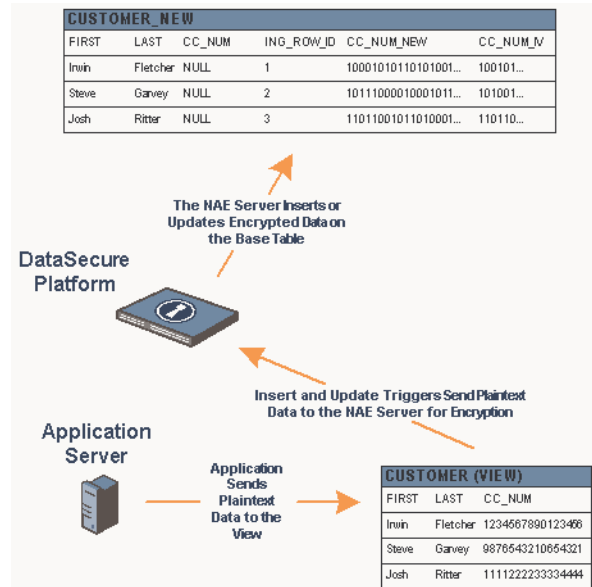 CUSTOMER_NEW
FIRST LAST CC_NUM ING_ROW_ID CC_NUM_NEW CC_NUM_IV
Irwin Fletcher NULL 1 10001010110101001... 100101...
Steve Garvey NULL 2 10111000010001011... 101001...
Josh Ritter NULL 3 11011001011010001... 110110...
The NAE Server Inserts or
Updates Encrypted Data on
the Base Table
DataSecure
Platform
Insert and Update Triggers Send Plaintext
Data to the NAE Server for Encryption
Application
Server
Application
Sends
Plaintext
Data to the
View
CUSTOMER (VIEW)
FIRST LAST CC_NUM
Irwin Fletcher 1234567890123456
Steve Garvey 9876543210654321
Josh Ritter 1111222233334444